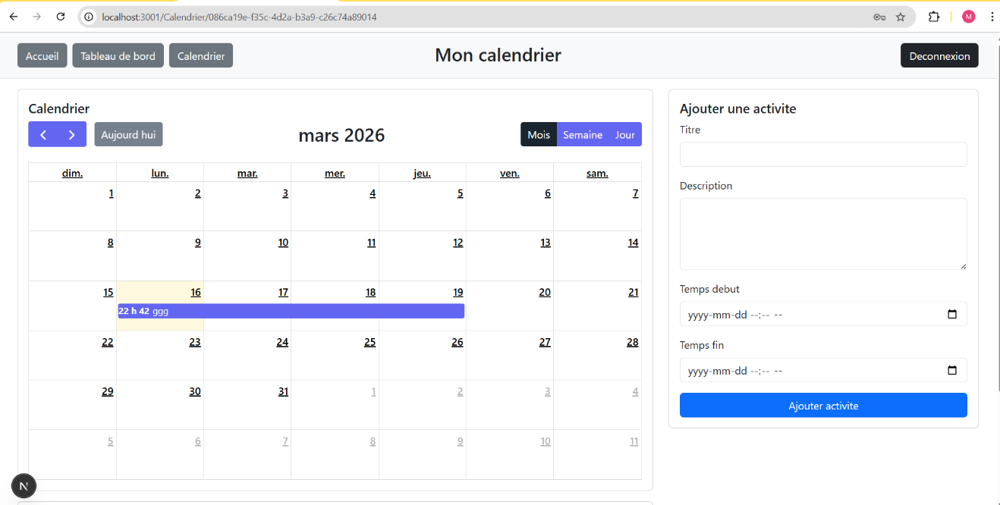 localhost:3001/Calendrier/086ca19e-f35c-4d2a-b3a9-c26c74a89014
M
Accueil
Tableau de bord
Calendrier
Mon calendrier
Deconnexion
Calendrier
Aujourd hui
mars 2026
Mois
Semaine
Jour
dim. lun. mar. mer. jeu. ven. sam.
1 2 3 4 5 6 7
8 9 10 11 12 13 14
15 16 17 18 19 20 21
22 h 42 ggg
22 23 24 25 26 27 28
29 30 31 1 2 3 4
5 6 7 8 9 10 11
Ajouter une activite
Titre
Description
Temps debut
yyyy-mm-dd --:-- --
Temps fin
yyyy-mm-dd --:-- --
Ajouter activite
N